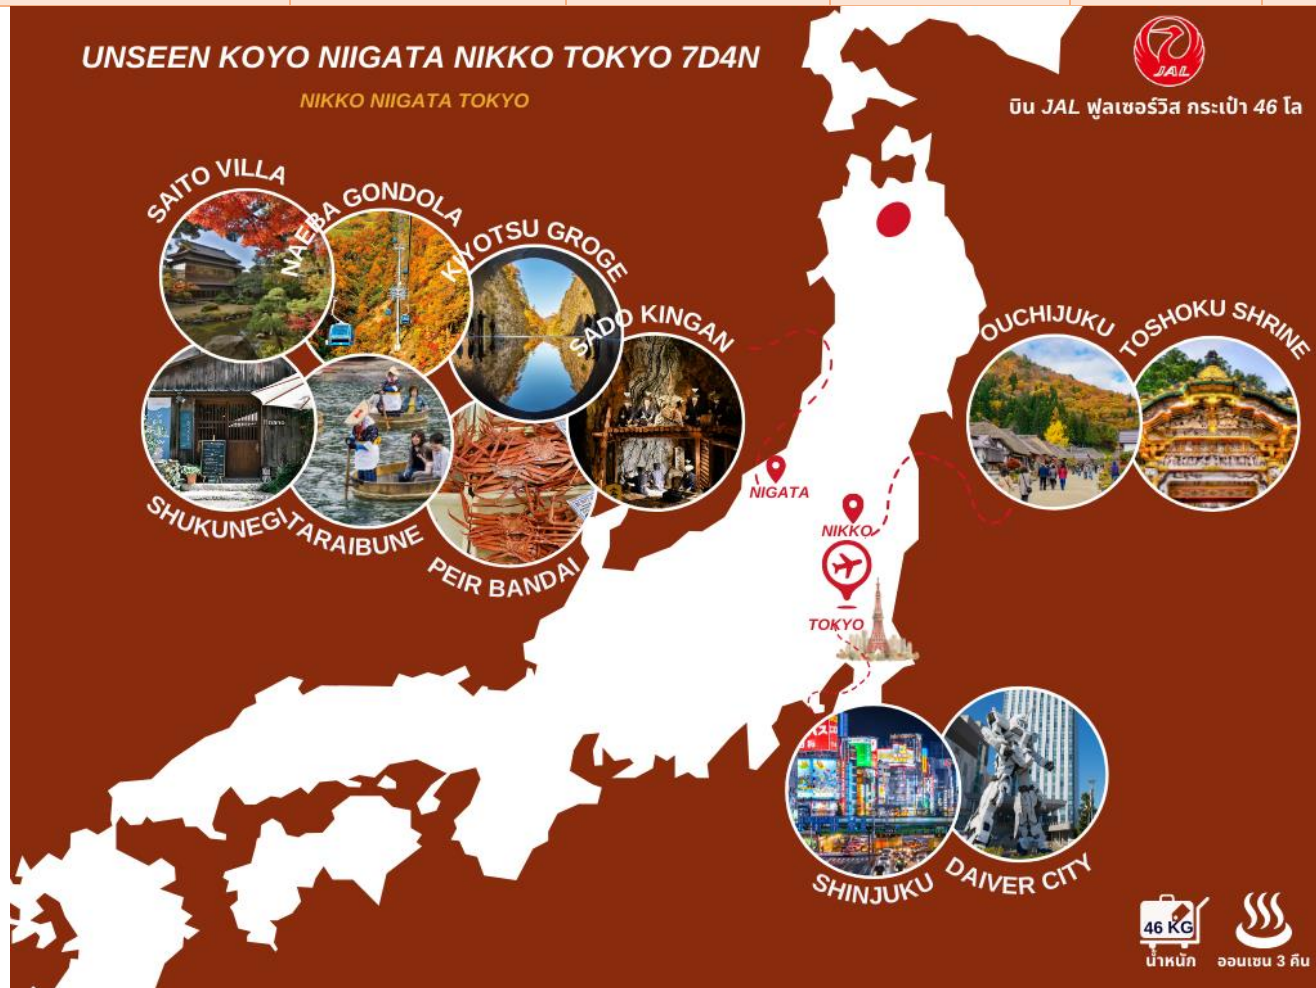 UNSEEN KOYO NIIGATA NIKKO TOKYO 7D4N
NIKKO NIIGATA TOKYO
JAL
บิน JAL ฟูลเซอร์วิส กระเป๋า 46 โล
SAITO VILLA
NAEBA GONDOLA
KIYOTSU GROGE
SADO KINGAN
OUCHIJUKU
TOSHOKU SHRINE
SHUKUNEGI
TARAIBUNE
PEIR BANDAI
NIGATA
NIKKO
TOKYO
SHINJUKU
DAIVER CITY
46 KG
น้ำหนัก
ออนเซน 3 คืน